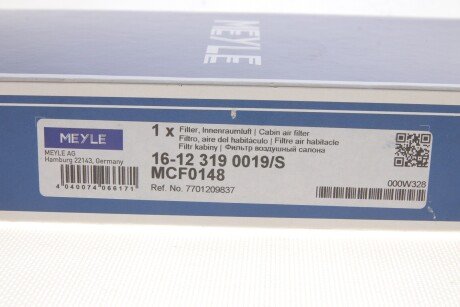 MEYLE
MEYLE
MEYLE AG
Hamburg 22143, Germany
1 x Filter, Innenraumluft | Cabin air filter
Filtro, aire del habitáculo | Filtre air habitacle
Filtr kabiny | Фильтр воздушный салона
16-12 319 0019/S
MCF0148
Ref. No. 7701209837
4 040074 066171
000W328